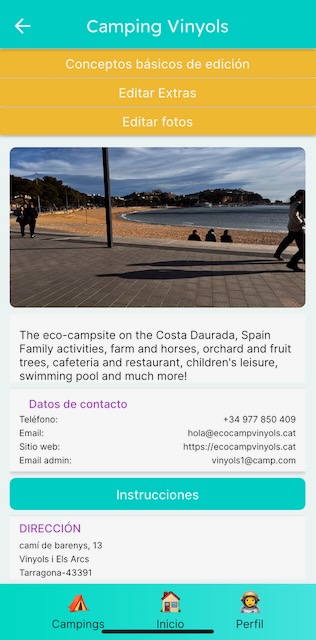 Camping Vinyols
Conceptos básicos de edición
Editar Extras
Editar fotos
The eco-campsite on the Costa Daurada, Spain
Family activities, farm and horses, orchard and fruit
trees, cafeteria and restaurant, children's leisure,
swimming pool and much more!
Datos de contacto
Teléfono: +34 977 850 409
Email: hola@ecocampvinyols.cat
Sitio web: https://ecocampvinyols.cat
Email admin: vinyols1@camp.com
Instrucciones
DIRECCIÓN
camí de barenys, 13
Vinyols i Els Arcs
Tarragona-43391
Campings Inicio Perfil